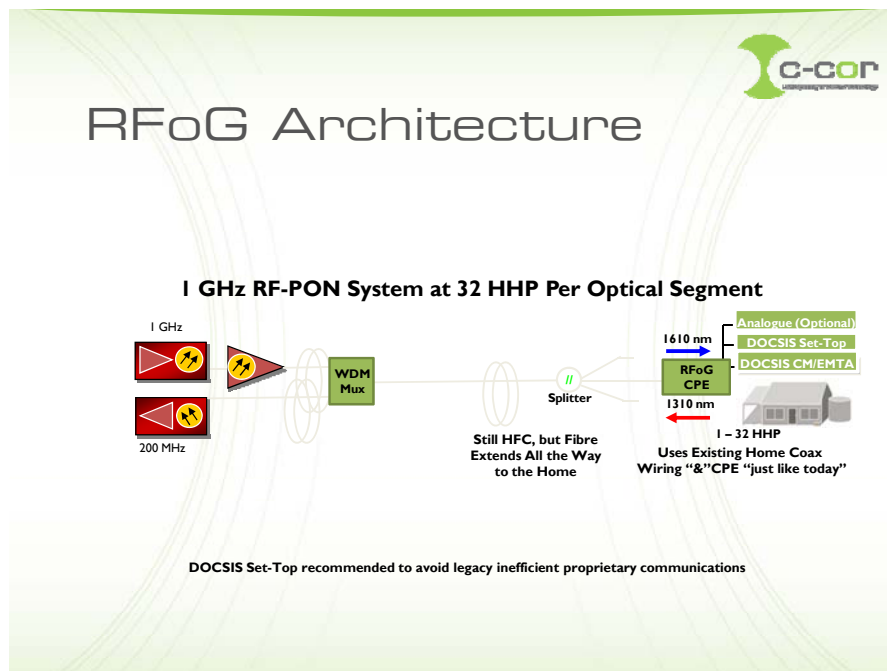 c-cor
RFoG Architecture
1 GHz RF-PON System at 32 HHP Per Optical Segment
1 GHz
200 MHz
WDM
Mux
//
Splitter
Still HFC, but Fibre
Extends All the Way
to the Home
1610 nm
RFoG
CPE
1310 nm
Analogue (Optional)
DOCSIS Set-Top
DOCSIS CM/EMTA
1 – 32 HHP
Uses Existing Home Coax
Wiring “&”CPE “just like today”
DOCSIS Set-Top recommended to avoid legacy inefficient proprietary communications